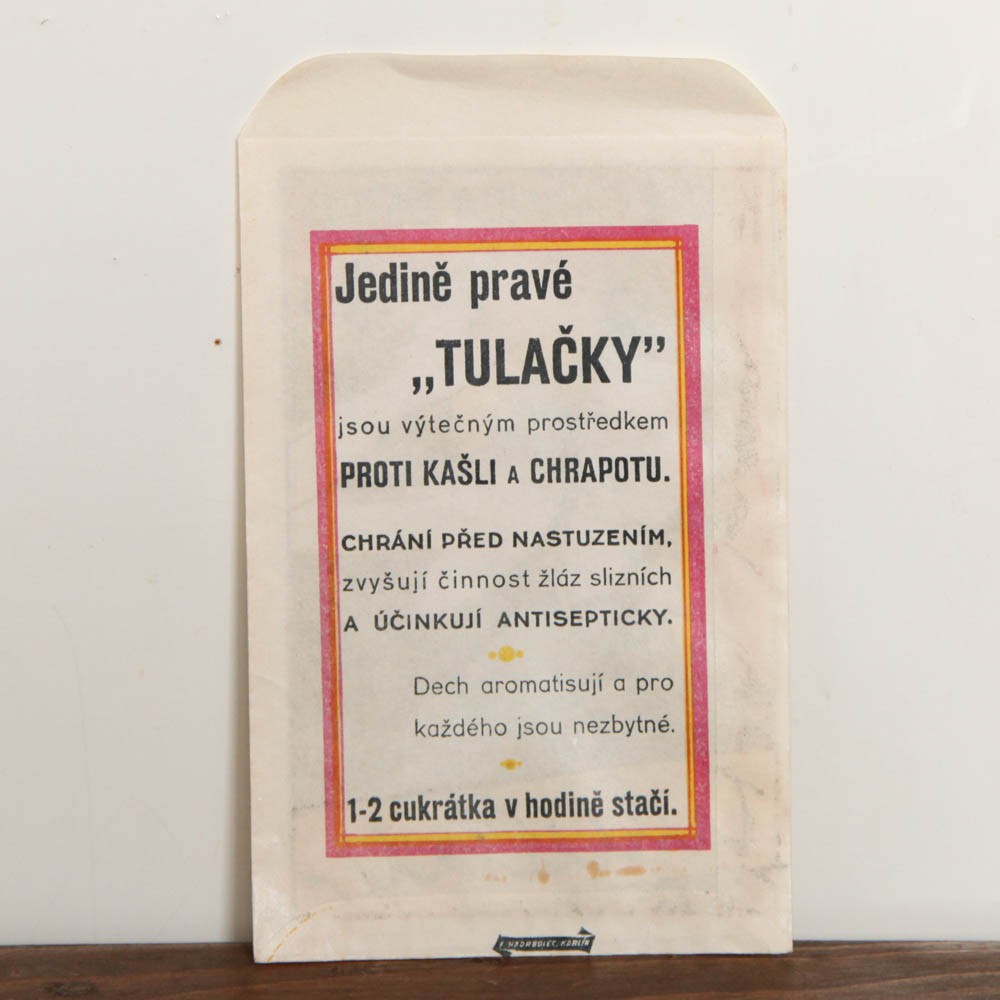 Jedině pravé
„TULAČKY”
jsou výtečným prostředkem
PROTI KAŠLI A CHRAPOTU.
CHRÁNÍ PŘED NASTUZENÍM,
zvyšují činnost žláz slizních
A ÚČINKUJÍ ANTISEPTICKY.
Dech aromatisují a pro
každého jsou nezbytné.
1-2 cukrátka v hodině stačí.
KARLÍN